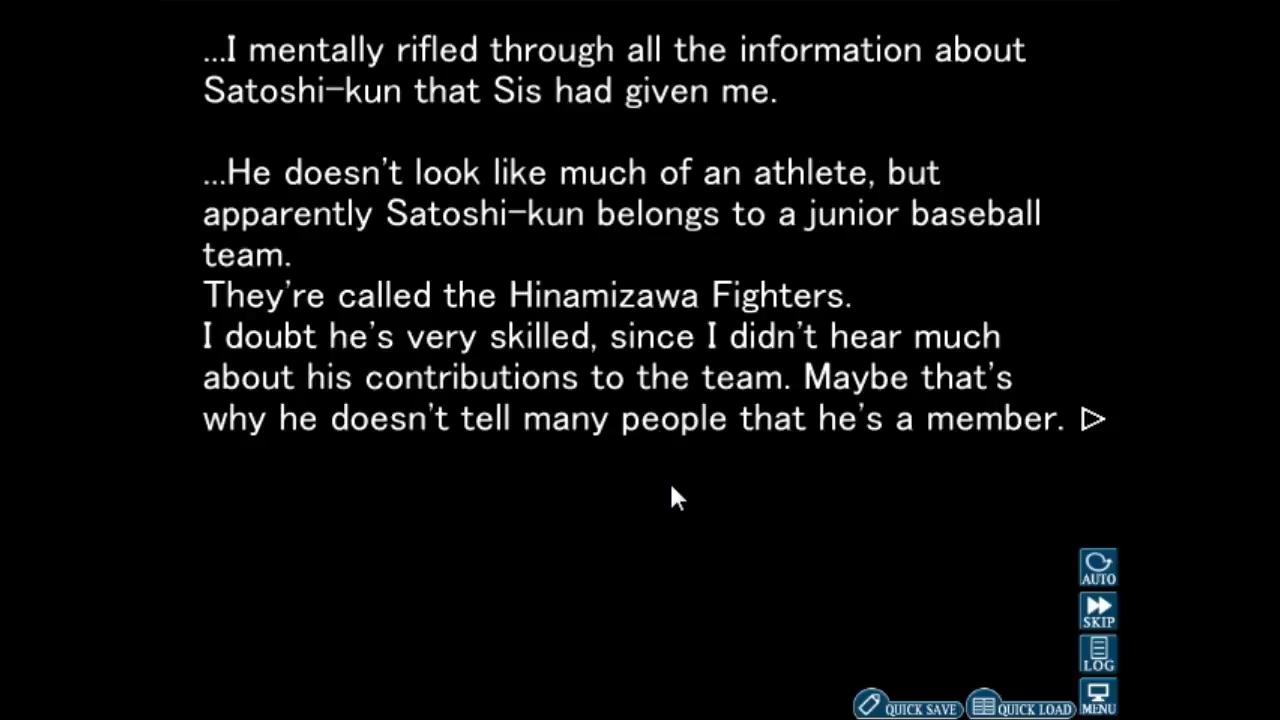 ...I mentally rifled through all the information about
Satoshi-kun that Sis had given me.
...He doesn't look like much of an athlete, but
apparently Satoshi-kun belongs to a junior baseball
team.
They're called the Hinamizawa Fighters.
I doubt he's very skilled, since I didn't hear much
about his contributions to the team. Maybe that's
why he doesn't tell many people that he's a member.
AUTO
SKIP
LOG
MENU
QUICK SAVE
QUICK LOAD